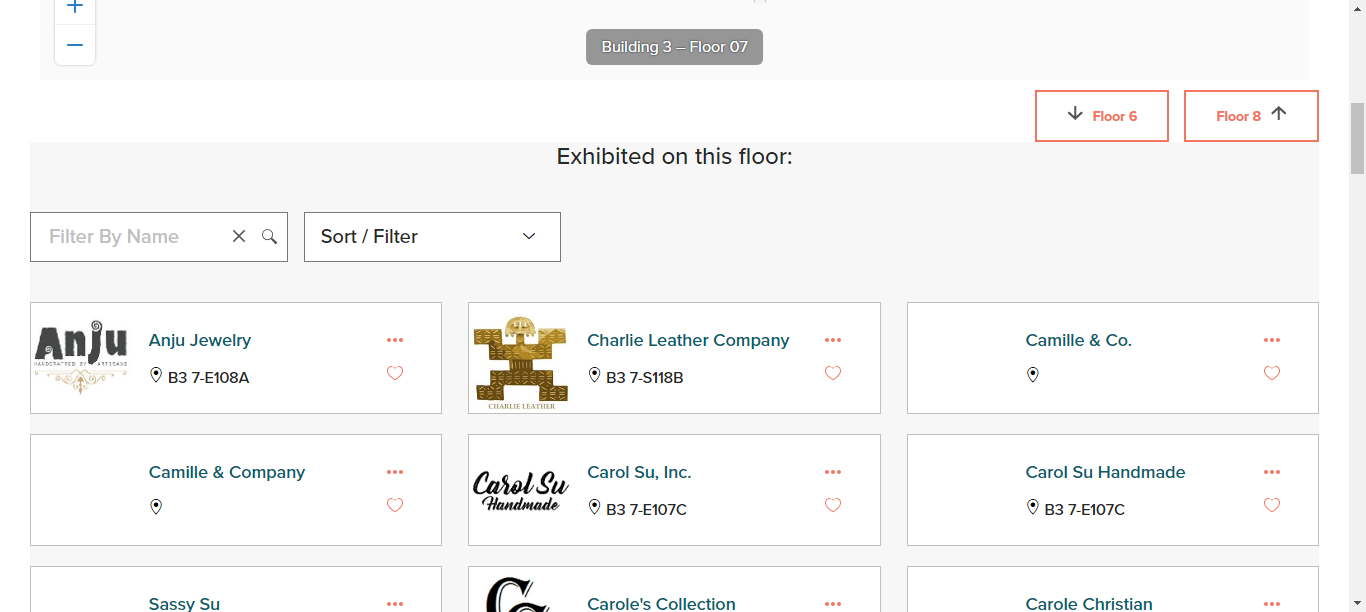 +
−
Building 3 – Floor 07
Floor 6
Floor 8
Exhibited on this floor:
Filter By Name
Sort / Filter
Anju
HANDCRAFTED BY ARTISANS
Anju Jewelry
B3 7-E108A
CHARLIE LEATHER
Charlie Leather Company
B3 7-S118B
Camille & Co.
Camille & Company
Carol Su
Handmade
Carol Su, Inc.
B3 7-E107C
Carol Su Handmade
B3 7-E107C
Sassy Su
Carole's Collection
Carole Christian